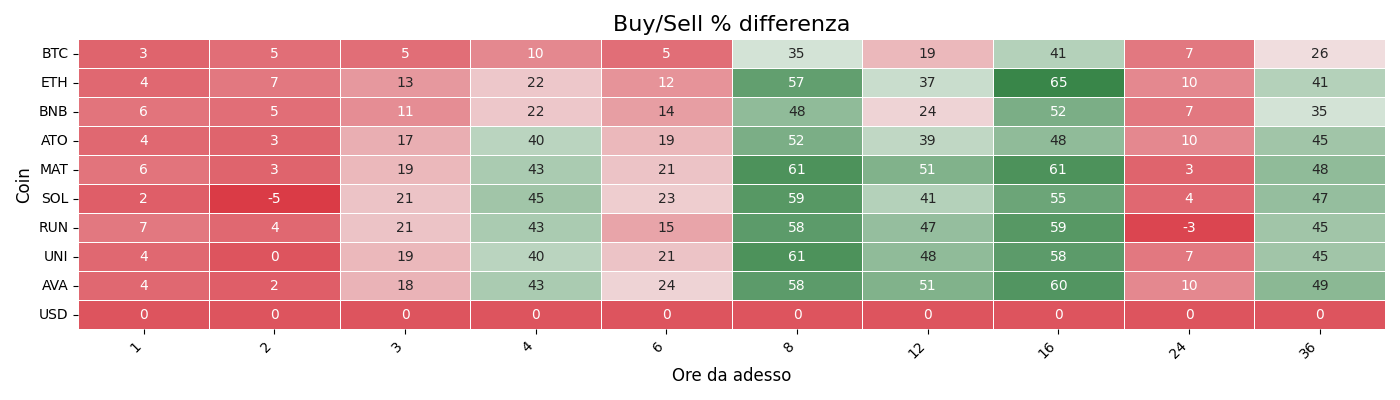 Buy/Sell % differenza
Coin
BTC 3 5 5 10 5 35 19 41 7 26
ETH 4 7 13 22 12 57 37 65 10 41
BNB 6 5 11 22 14 48 24 52 7 35
ATO 4 3 17 40 19 52 39 48 10 45
MAT 6 3 19 43 21 61 51 61 3 48
SOL 2 -5 21 45 23 59 41 55 4 47
RUN 7 4 21 43 15 58 47 59 -3 45
UNI 4 0 19 40 21 61 48 58 7 45
AVA 4 2 18 43 24 58 51 60 10 49
USD 0 0 0 0 0 0 0 0 0 0
1 2 3 4 6 8 12 16 24 36
Ore da adesso